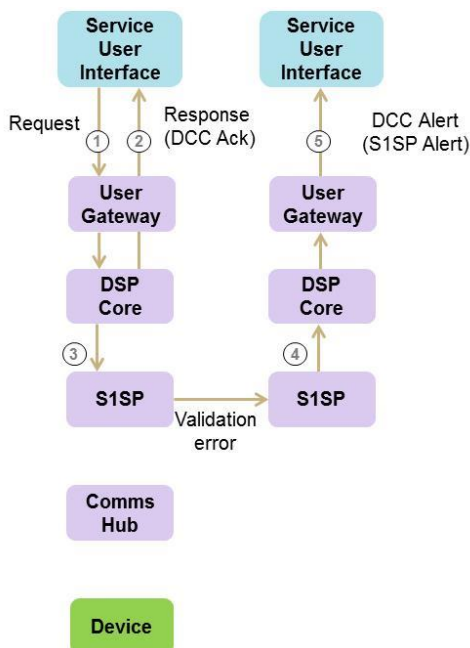 Service
User
Interface
Service
User
Interface
Request
1
2
Response
(DCC Ack)
5
DCC Alert
(S1SP Alert)
User
Gateway
User
Gateway
DSP
Core
DSP
Core
3
4
S1SP
S1SP
Validation
error
Comms
Hub
Device